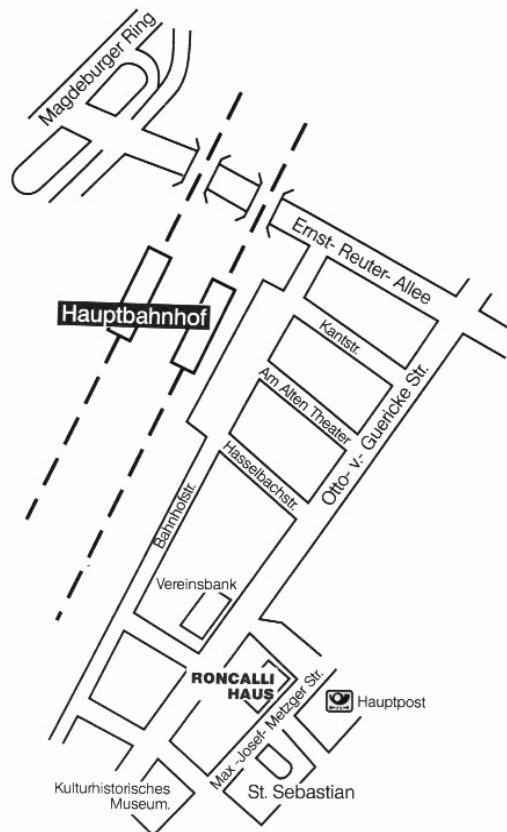 Magdeburger Ring
Ernst- Reuter- Allee
Hauptbahnhof
Kantstr.
Am Alten Theater
Otto- v.- Guericke Str.
Hasselbachstr.
Bahnhofstr.
Vereinsbank
RONCALLI
HAUS
Max -Josef- Metzger Str.
Hauptpost
Kulturhistorisches
Museum.
St. Sebastian